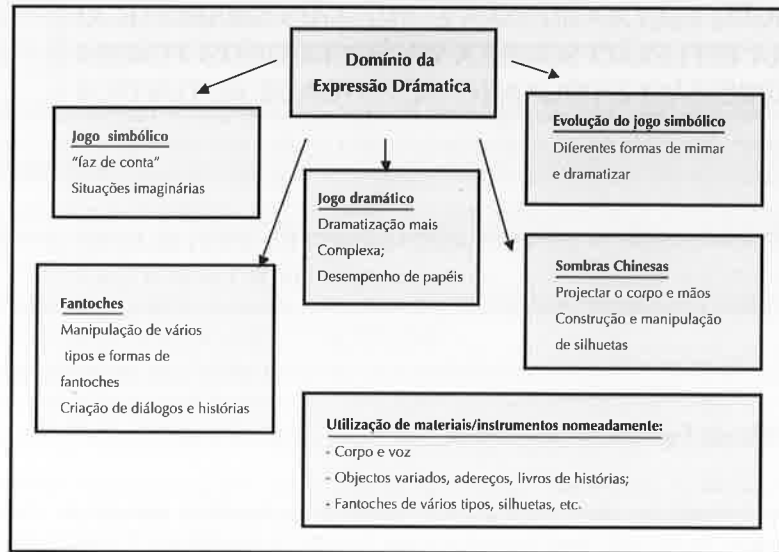 Domínio da
Expressão Drámatica
Jogo simbólico
"faz de conta"
Situações imaginárias
Evolução do jogo simbólico
Diferentes formas de mimar
e dramatizar
Jogo dramático
Dramatização mais
Complexa;
Desempenho de papéis
Sombras Chinesas
Projectar o corpo e mãos
Construção e manipulação
de silhuetas
Fantoches
Manipulação de vários
tipos e formas de
fantoches
Criação de diálogos e histórias
Utilização de materiais/instrumentos nomeadamente:
- Corpo e voz
- Objectos variados, adereços, livros de histórias;
- Fantoches de vários tipos, silhuetas, etc.